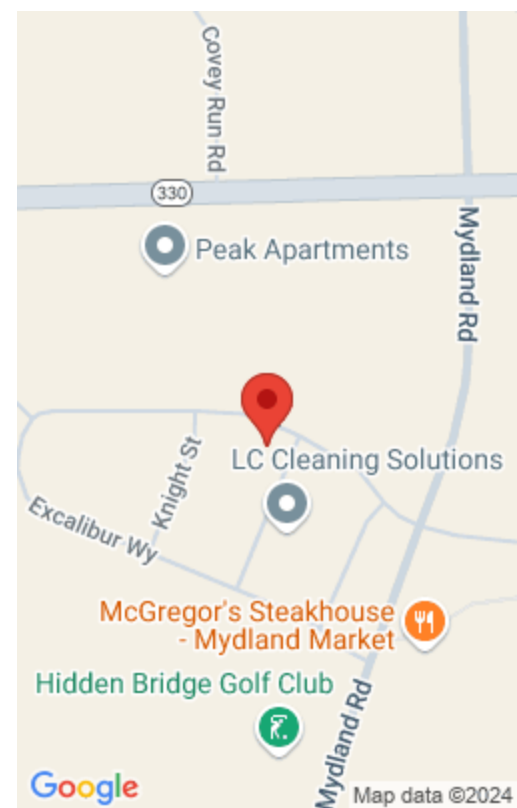 Covey Run Rd
330
Peak Apartments
Mydland Rd
Knight St
LC Cleaning Solutions
Excalibur Wy
McGregor's Steakhouse
- Mydland Market
Hidden Bridge Golf Club
Mydland Rd
Google
Map data ©2024